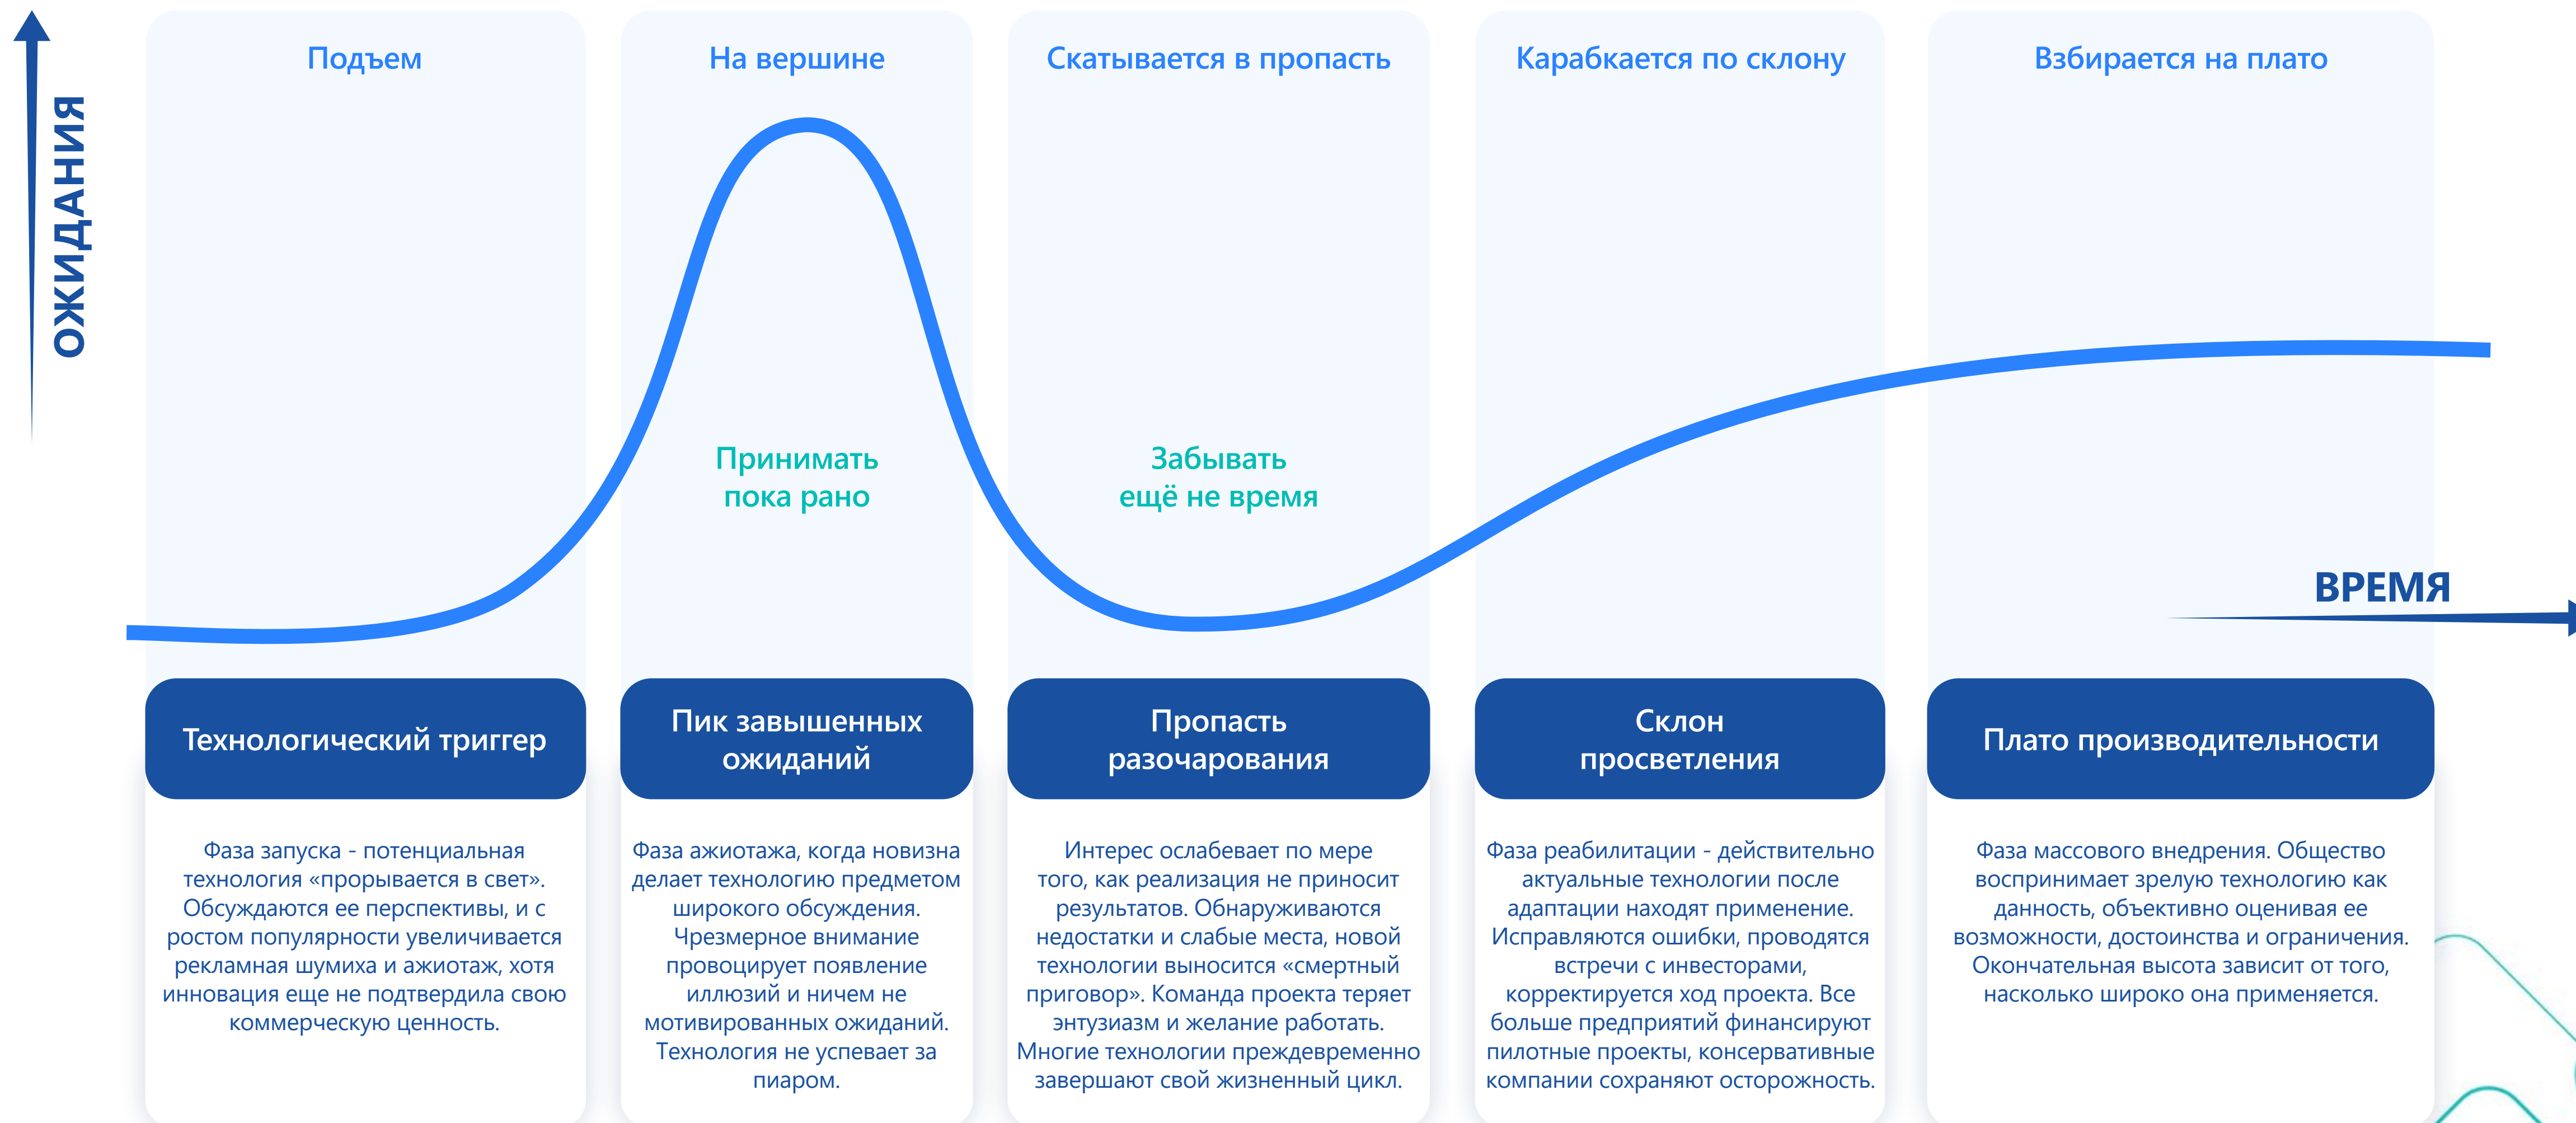 ОЖИДАНИЯ
Подъем
На вершине
Скатывается в пропасть
Карабкается по склону
Взбирается на плато
Принимать
пока рано
Забывать
ещё не время
ВРЕМЯ
Технологический триггер
Фаза запуска - потенциальная
технология «прорывается в свет».
Обсуждаются ее перспективы, и с
ростом популярности увеличивается
рекламная шумиха и ажиотаж, хотя
инновация еще не подтвердила свою
коммерческую ценность.
Пик завышенных
ожиданий
Фаза ажиотажа, когда новизна
делает технологию предметом
широкого обсуждения.
Чрезмерное внимание
провоцирует появление
иллюзий и ничем не
мотивированных ожиданий.
Технология не успевает за
пиаром.
Пропасть
разочарования
Интерес ослабевает по мере
того, как реализация не приносит
результатов. Обнаруживаются
недостатки и слабые места, новой
технологии выносится «смертный
приговор». Команда проекта теряет
энтузиазм и желание работать.
Многие технологии преждевременно
завершают свой жизненный цикл.
Склон
просветления
Фаза реабилитации - действительно
актуальные технологии после
адаптации находят применение.
Исправляются ошибки, проводятся
встречи с инвесторами,
корректируется ход проекта. Все
больше предприятий финансируют
пилотные проекты, консервативные
компании сохраняют осторожность.
Плато производительности
Фаза массового внедрения. Общество
воспринимает зрелую технологию как
данность, объективно оценивая ее
возможности, достоинства и ограничения.
Окончательная высота зависит от того,
насколько широко она применяется.